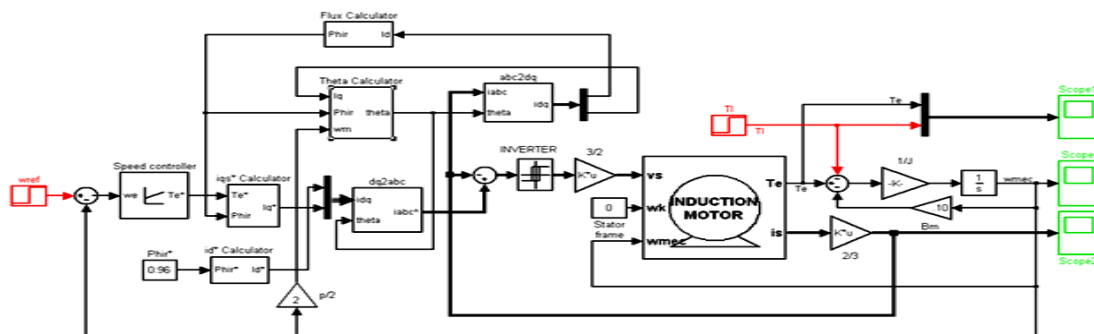 Flux Calculator
Phir Id
Theta Calculator
Iq
Phir theta
wm
abc2dq
iabc
idq
theta
Tl
Tl
Te
Scope1
Speed controller
wref
we Te*
iqs* Calculator
Te*
Iq*
Phir
dq2abc
idq
iabc*
theta
INVERTER
3/2
K*u
vs
Te
wk
INDUCTION
MOTOR
wmec
is
0
Stator
frame
Te
1/J
-K-
1
s
wmec
10
Bm
K*u
2/3
Scope
Scope2
Phir*
0.96
id* Calculator
Phir* Id*
2
p/2